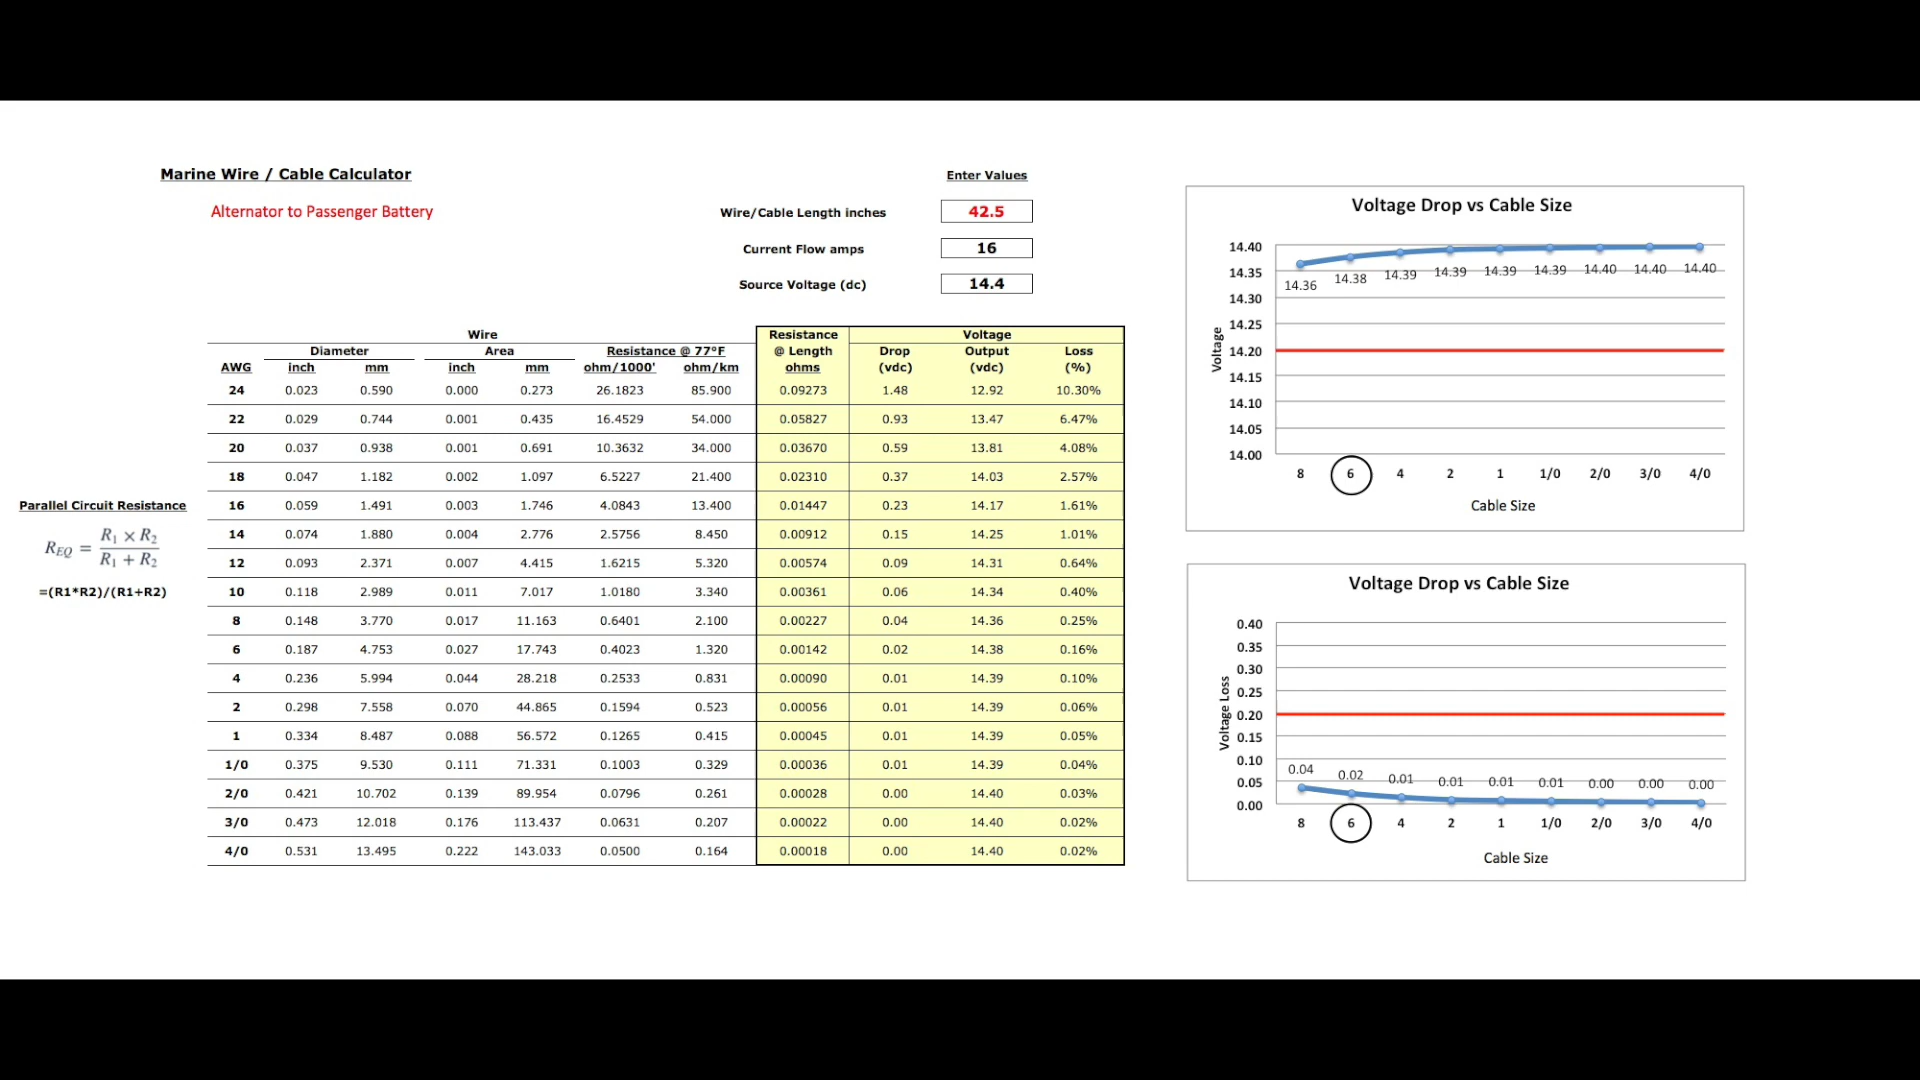 Marine Wire / Cable Calculator
Alternator to Passenger Battery
Enter Values
Wire/Cable Length inches 42.5
Current Flow amps 16
Source Voltage (dc) 14.4
Parallel Circuit Resistance
R_EQ = (R₁ × R₂) / (R₁ + R₂)
=(R1*R2)/(R1+R2)
Wire Resistance Voltage
Diameter Area Resistance @ 77°F @ Length Drop Output Loss
AWG inch mm inch mm ohm/1000' ohm/km ohms (vdc) (vdc) (%)
24 0.023 0.590 0.000 0.273 26.1823 85.900 0.09273 1.48 12.92 10.30%
22 0.029 0.744 0.001 0.435 16.4529 54.000 0.05827 0.93 13.47 6.47%
20 0.037 0.938 0.001 0.691 10.3632 34.000 0.03670 0.59 13.81 4.08%
18 0.047 1.182 0.002 1.097 6.5227 21.400 0.02310 0.37 14.03 2.57%
16 0.059 1.491 0.003 1.746 4.0843 13.400 0.01447 0.23 14.17 1.61%
14 0.074 1.880 0.004 2.776 2.5756 8.450 0.00912 0.15 14.25 1.01%
12 0.093 2.371 0.007 4.415 1.6215 5.320 0.00574 0.09 14.31 0.64%
10 0.118 2.989 0.011 7.017 1.0180 3.340 0.00361 0.06 14.34 0.40%
8 0.148 3.770 0.017 11.163 0.6401 2.100 0.00227 0.04 14.36 0.25%
6 0.187 4.753 0.027 17.743 0.4023 1.320 0.00142 0.02 14.38 0.16%
4 0.236 5.994 0.044 28.218 0.2533 0.831 0.00090 0.01 14.39 0.10%
2 0.298 7.558 0.070 44.865 0.1594 0.523 0.00056 0.01 14.39 0.06%
1 0.334 8.487 0.088 56.572 0.1265 0.415 0.00045 0.01 14.39 0.05%
1/0 0.375 9.530 0.111 71.331 0.1003 0.329 0.00036 0.01 14.39 0.04%
2/0 0.421 10.702 0.139 89.954 0.0796 0.261 0.00028 0.00 14.40 0.03%
3/0 0.473 12.018 0.176 113.437 0.0631 0.207 0.00022 0.00 14.40 0.02%
4/0 0.531 13.495 0.222 143.033 0.0500 0.164 0.00018 0.00 14.40 0.02%
Voltage Drop vs Cable Size
Voltage
14.40
14.35
14.30
14.25
14.20
14.15
14.10
14.05
14.00
14.36 14.38 14.39 14.39 14.39 14.39 14.40 14.40 14.40
8 6 4 2 1 1/0 2/0 3/0 4/0
Cable Size
Voltage Drop vs Cable Size
Voltage Loss
0.40
0.35
0.30
0.25
0.20
0.15
0.10
0.05
0.00
0.04 0.02 0.01 0.01 0.01 0.01 0.00 0.00 0.00
8 6 4 2 1 1/0 2/0 3/0 4/0
Cable Size